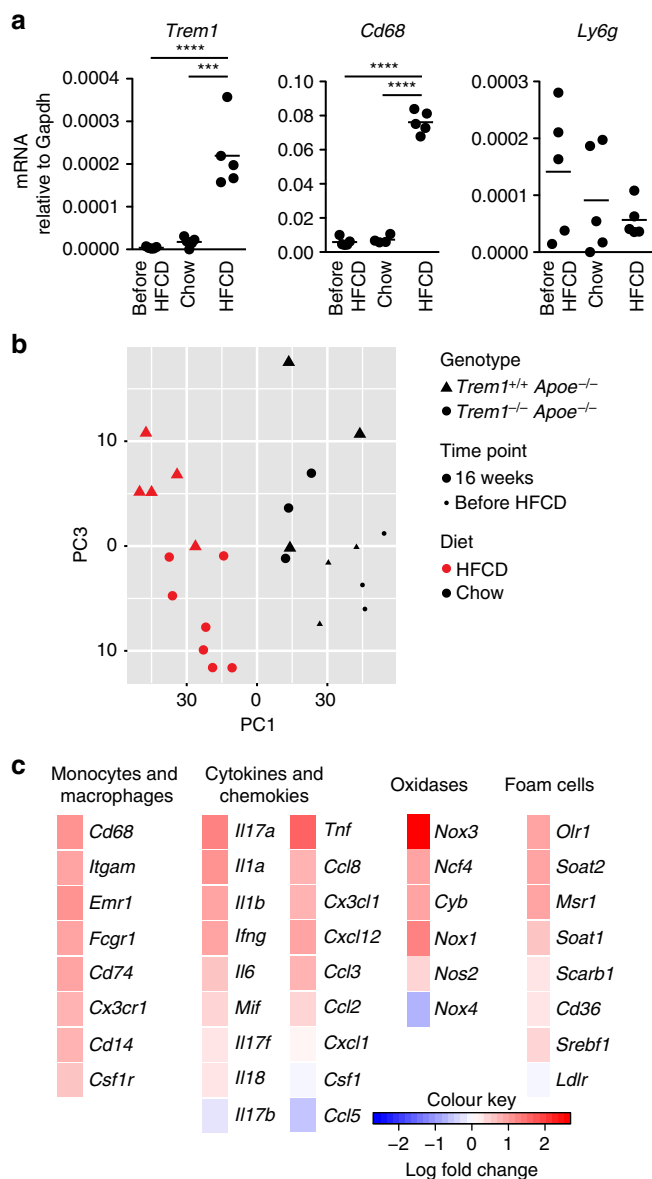 a
Trem1
Cd68
Ly6g
****
***
****
****
mRNA
relative to Gapdh
0.0004
0.0003
0.0002
0.0001
0.0000
0.10
0.08
0.06
0.04
0.02
0.00
0.0003
0.0002
0.0001
0.0000
Before
HFCD
Chow
HFCD
Before
HFCD
Chow
HFCD
Before
HFCD
Chow
HFCD
b
PC3
10
0
10
30 0 30
PC1
Genotype
Trem1+/+ Apoe–/–
Trem1–/– Apoe–/–
Time point
16 weeks
Before HFCD
Diet
HFCD
Chow
c
Monocytes and
macrophages
Cd68
Itgam
Emr1
Fcgr1
Cd74
Cx3cr1
Cd14
Csf1r
Cytokines and
chemokies
Il17a
Il1a
Il1b
Ifng
Il6
Mif
Il17f
Il18
Il17b
Tnf
Ccl8
Cx3cl1
Cxcl12
Ccl3
Ccl2
Cxcl1
Csf1
Ccl5
Oxidases
Nox3
Ncf4
Cyb
Nox1
Nos2
Nox4
Foam cells
Olr1
Soat2
Msr1
Soat1
Scarb1
Cd36
Srebf1
Ldlr
Colour key
–2 –1 0 1 2
Log fold change